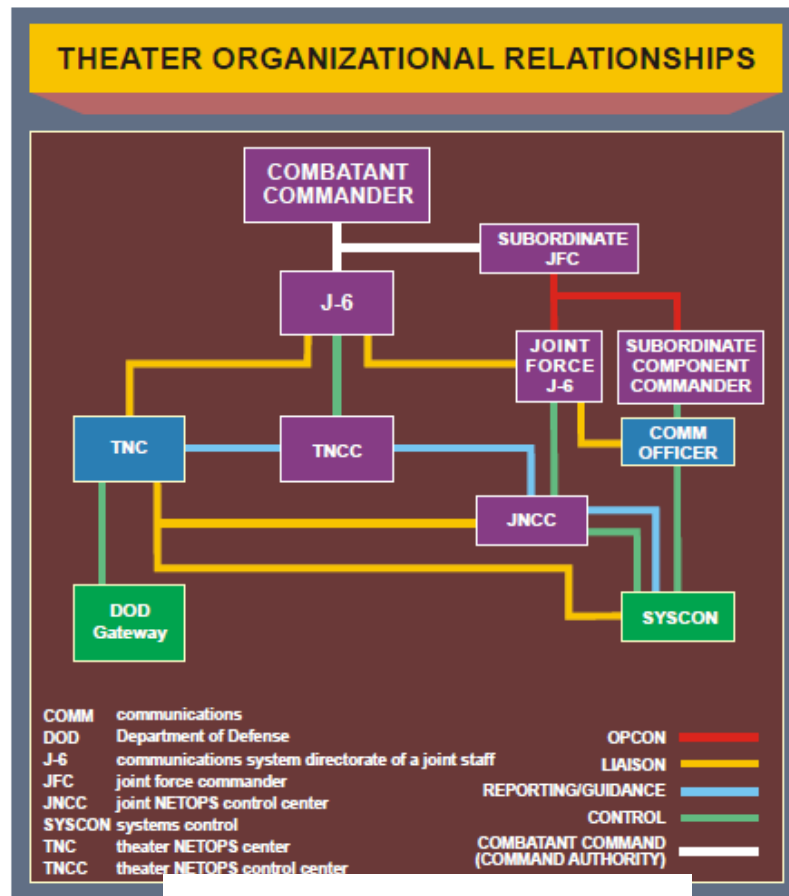 THEATER ORGANIZATIONAL RELATIONSHIPS
COMBATANT
COMMANDER
SUBORDINATE
JFC
J-6
JOINT
FORCE
J-6
SUBORDINATE
COMPONENT
COMMANDER
TNC
TNCC
COMM
OFFICER
JNCC
DOD
Gateway
SYSCON
COMM communications
DOD Department of Defense
J-6 communications system directorate of a joint staff
JFC joint force commander
JNCC joint NETOPS control center
SYSCON systems control
TNC theater NETOPS center
TNCC theater NETOPS control center
OPCON
LIAISON
REPORTING/GUIDANCE
CONTROL
COMBATANT COMMAND
(COMMAND AUTHORITY)